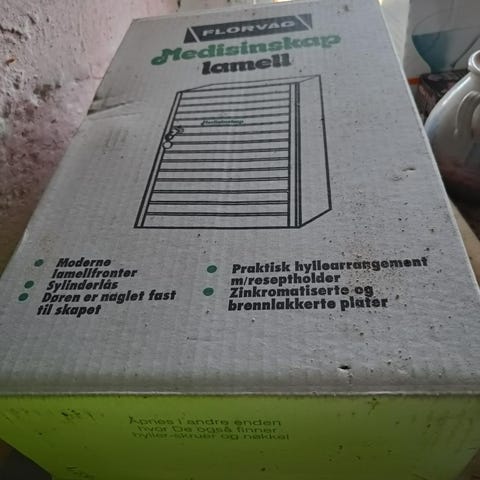 FLORVÅG
Medisinskap
lamell
Medisinskap
Moderne
lamellfronter
Sylinderlås
Døren er naglet fast
til skapet
Praktisk hyllearrangement
m/reseptholder
Zinkromatiserte og
brennlakkerte plater
Åpnes i andre enden
hvor De også finner
hyller-skruer og nøkkel